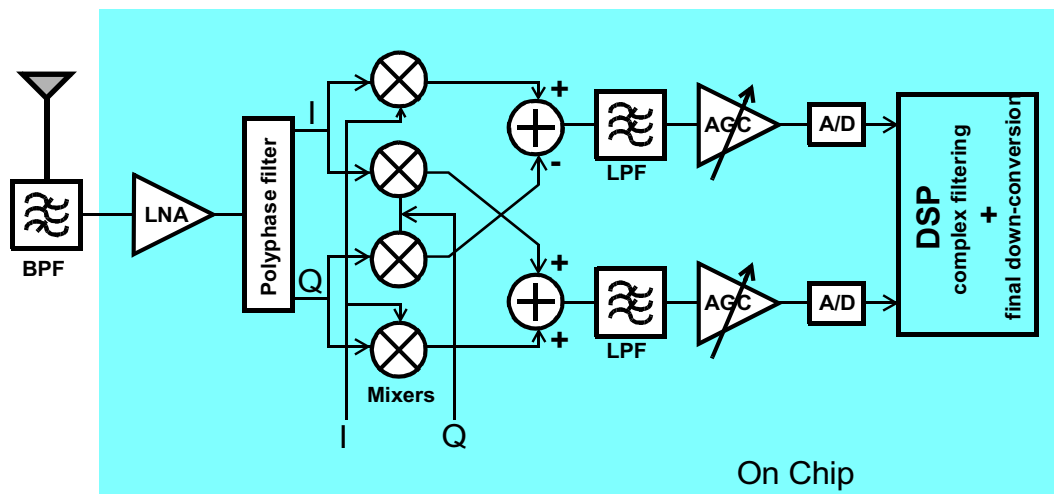 BPF
LNA
Polyphase filter
I
Q
Mixers
I
Q
+
-
+
+
LPF
LPF
AGC
AGC
A/D
A/D
DSP
complex filtering
+
final down-conversion
On Chip